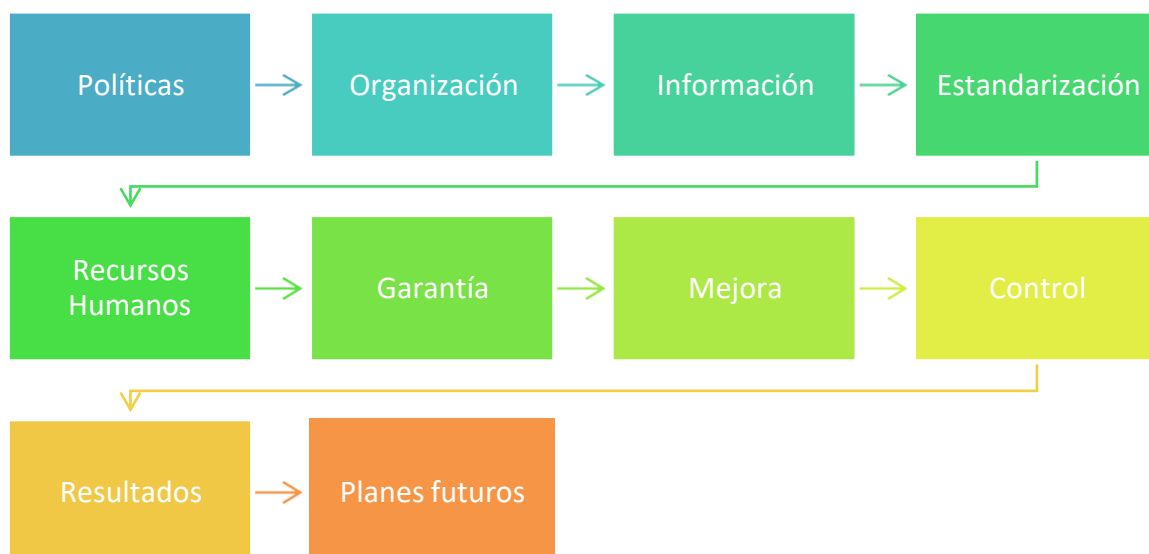 Políticas
Organización
Información
Estandarización
Recursos
Humanos
Garantía
Mejora
Control
Resultados
Planes futuros